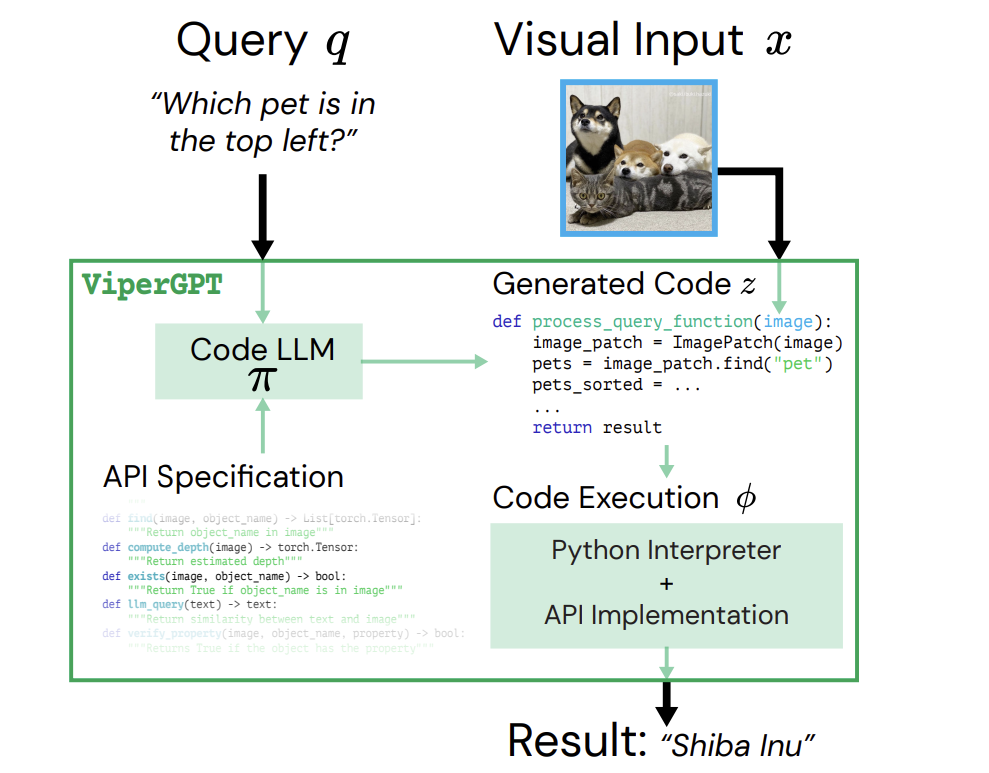 Query q
Visual Input x
“Which pet is in
the top left?”
ViperGPT
Code LLM
π
API Specification
"""
def find(image, object_name) -> List[torch.Tensor]:
"""Return object_name in image"""
def compute_depth(image) -> torch.Tensor:
"""Return estimated depth"""
def exists(image, object_name) -> bool:
"""Return True if object_name is in image"""
def llm_query(text) -> text:
"""Return similarity between text and image"""
def verify_property(image, object_name, property) -> bool:
"""Returns True if the object has the property"""
Generated Code z
def process_query_function(image):
image_patch = ImagePatch(image)
pets = image_patch.find("pet")
pets_sorted = ...
...
return result
Code Execution ϕ
Python Interpreter
+
API Implementation
Result: “Shiba Inu”